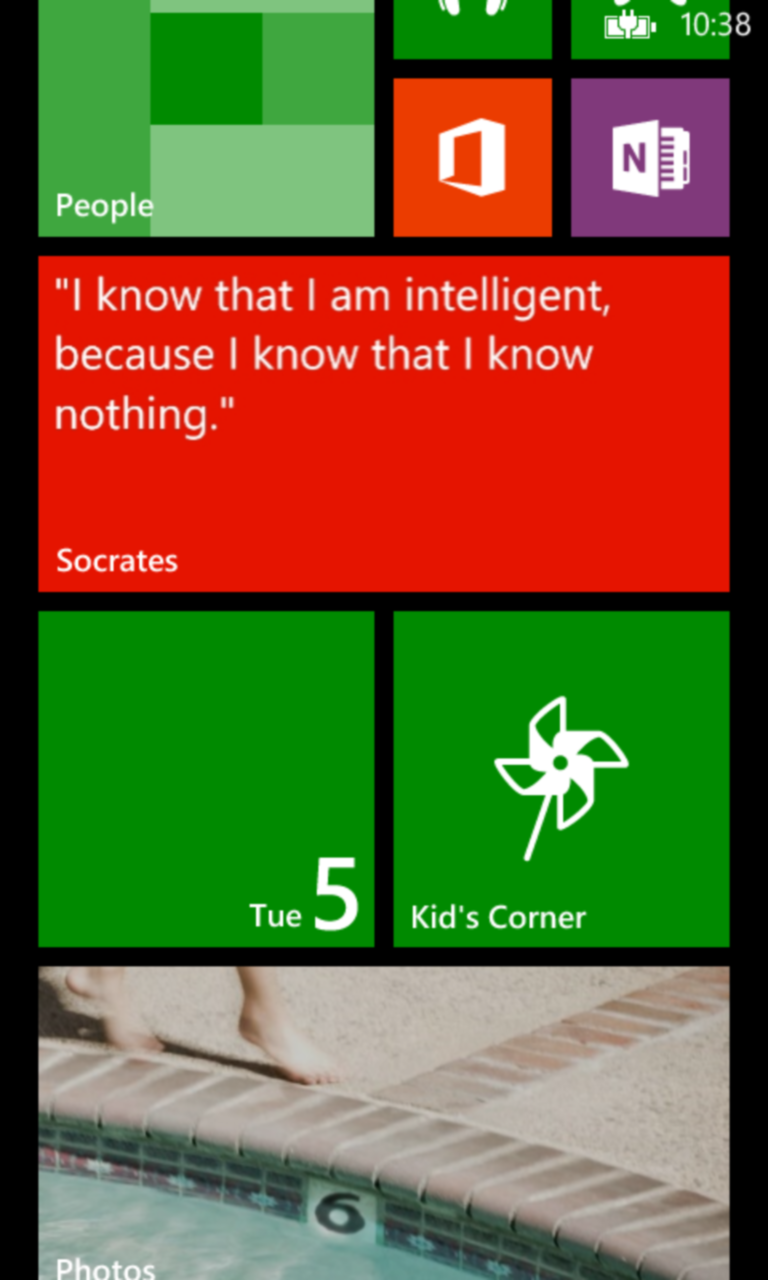 10:38
N
People
"I know that I am intelligent,
because I know that I know
nothing."
Socrates
Tue 5
Kid's Corner
6
Photos